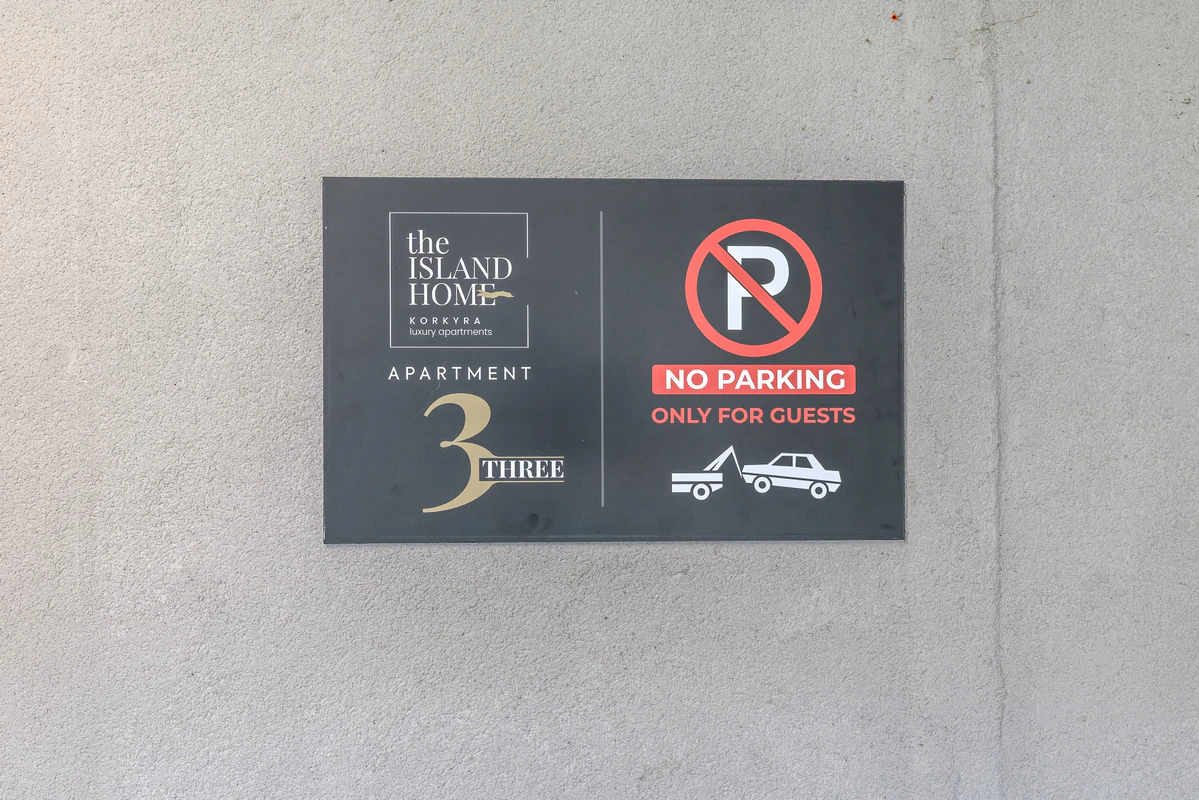 the
ISLAND
HOME
KORKYRA
luxury apartments
APARTMENT
3
THREE
P
NO PARKING
ONLY FOR GUESTS